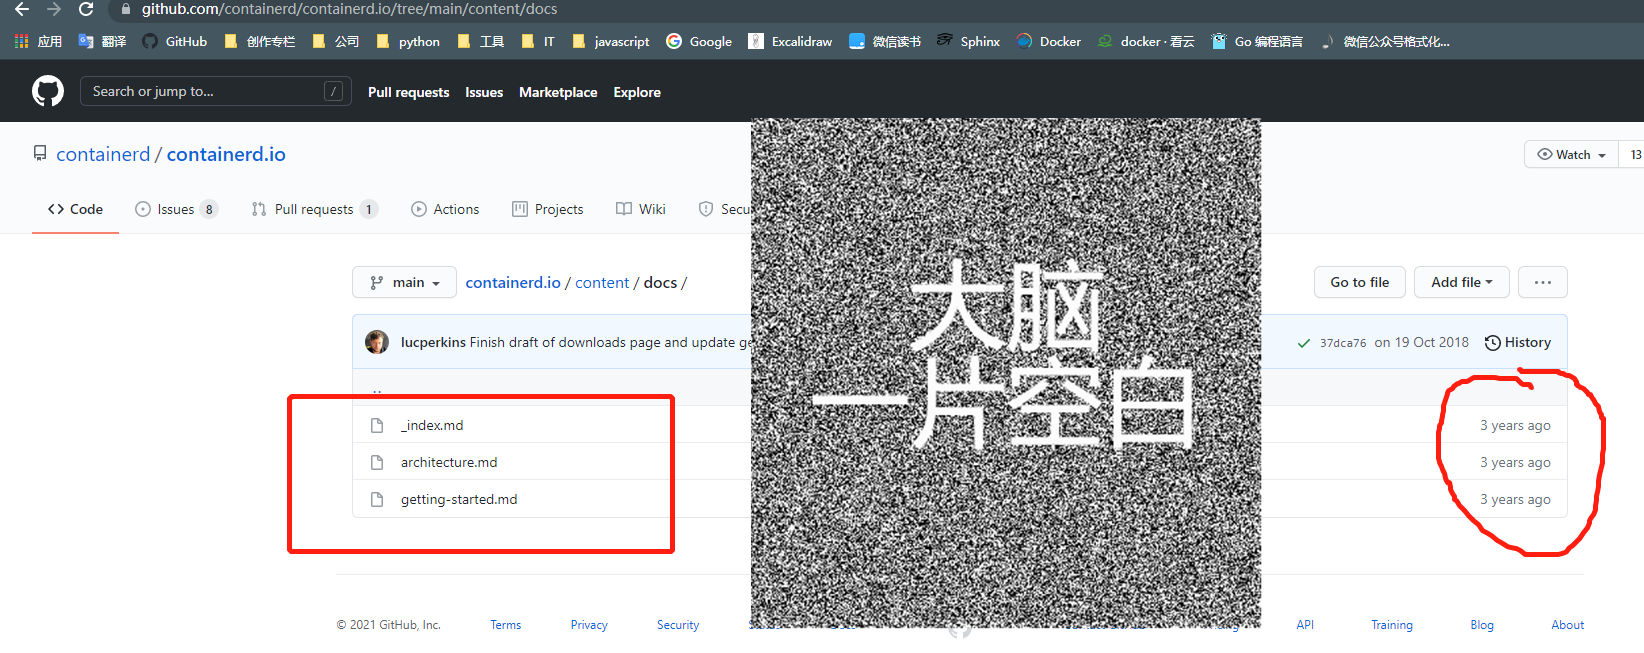 github.com/containerd/containerd.io/tree/main/content/docs
应用 翻译 GitHub 创作专栏 公司 python 工具 IT javascript Google Excalidraw 微信读书 Sphinx Docker docker · 看云 Go 编程语言 微信公众号格式化...
Search or jump to... / Pull requests Issues Marketplace Explore
containerd / containerd.io Watch 13
Code Issues 8 Pull requests 1 Actions Projects Wiki Secu
main containerd.io / content / docs / Go to file Add file ...
lucperkins Finish draft of downloads page and update ge 37dca76 on 19 Oct 2018 History
..
_index.md 3 years ago
architecture.md 3 years ago
getting-started.md 3 years ago
大脑
一片空白
© 2021 GitHub, Inc. Terms Privacy Security API Training Blog About